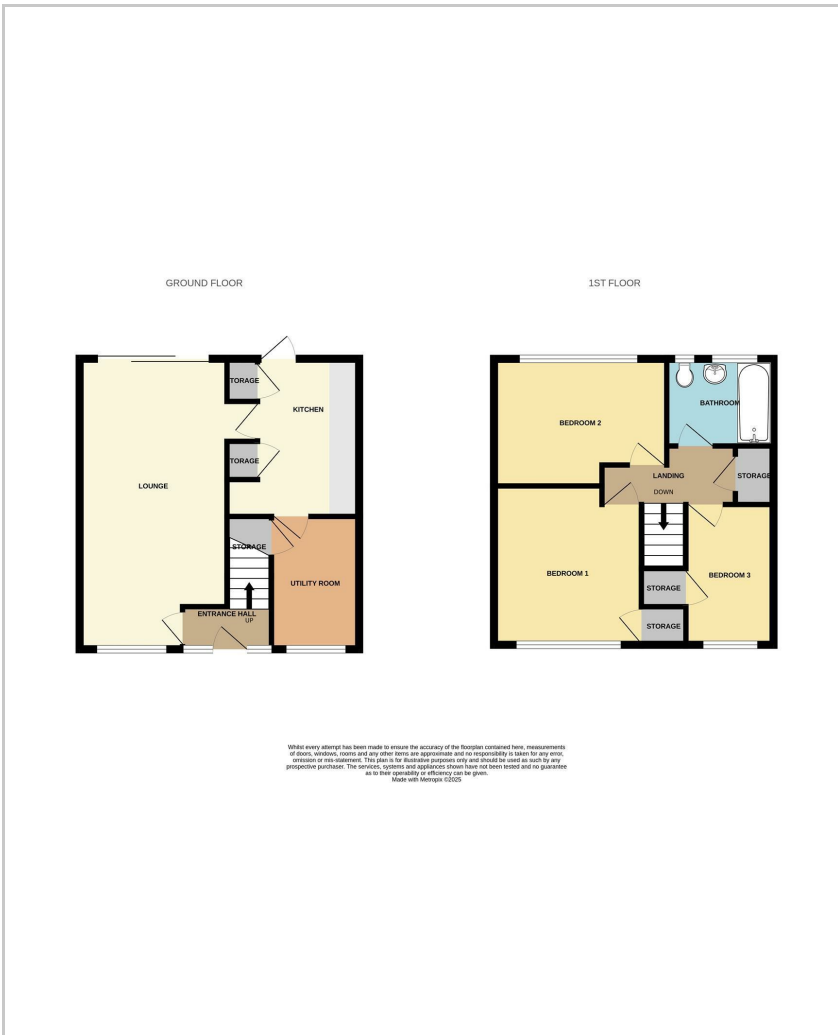 GROUND FLOOR
TORAGE
KITCHEN
TORAGE
LOUNGE
STORAGE
UTILITY ROOM
ENTRANCE HALL
UP
1ST FLOOR
BATHROOM
BEDROOM 2
LANDING
STORAGE
DOWN
BEDROOM 1
BEDROOM 3
STORAGE
STORAGE
Whilst every attempt has been made to ensure the accuracy of the floorplan contained here, measurements
of doors, windows, rooms and any other items are approximate and no responsibility is taken for any error,
omission or mis-statement. This plan is for illustrative purposes only and should be used as such by any
prospective purchaser. The services, systems and appliances shown have not been tested and no guarantee
as to their operability or efficiency can be given.
Made with Metropix ©2025